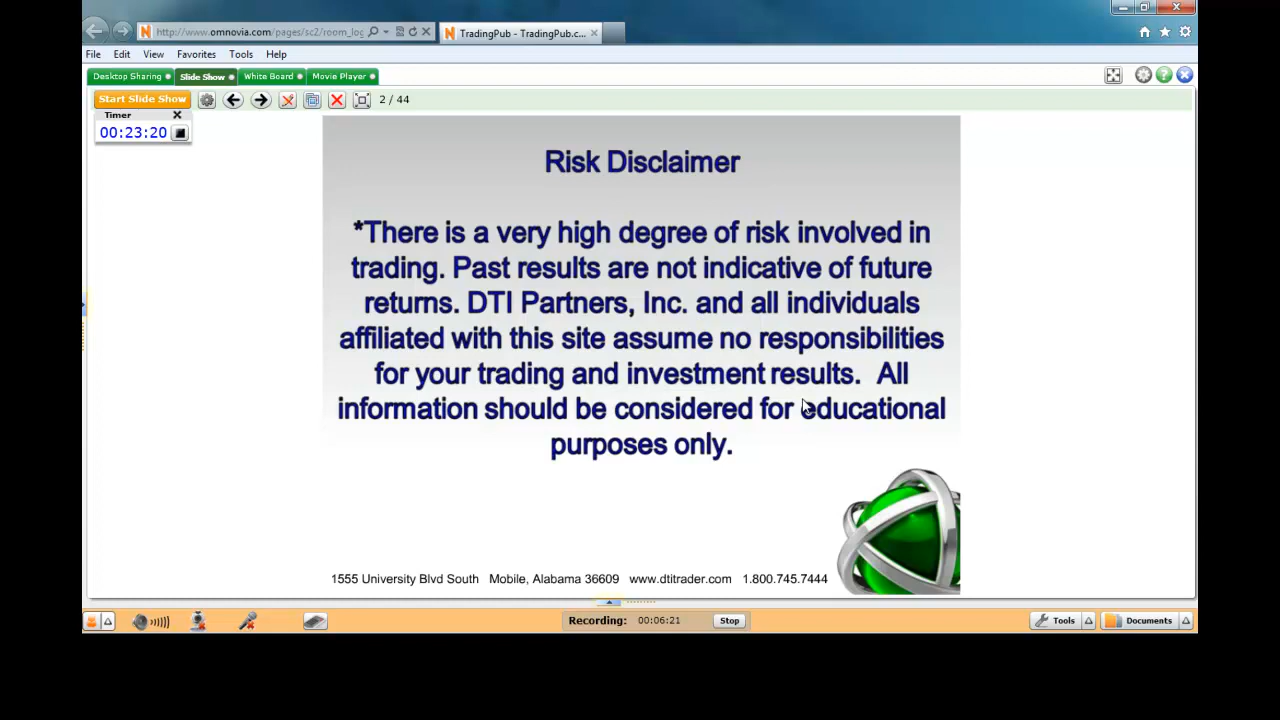 http://www.omnovia.com/pages/sc2/room_log
TradingPub - TradingPub.c...
File Edit View Favorites Tools Help
Desktop Sharing Slide Show White Board Movie Player
Start Slide Show 2 / 44
Timer
00:23:20
Risk Disclaimer
*There is a very high degree of risk involved in
trading. Past results are not indicative of future
returns. DTI Partners, Inc. and all individuals
affiliated with this site assume no responsibilities
for your trading and investment results. All
information should be considered for educational
purposes only.
1555 University Blvd South Mobile, Alabama 36609 www.dtitrader.com 1.800.745.7444
Recording: 00:06:21 Stop Tools Documents